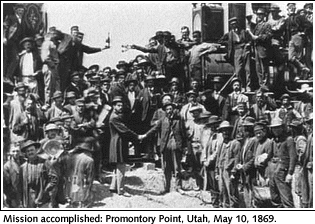 Mission accomplished: Promontory Point, Utah, May 10, 1869.